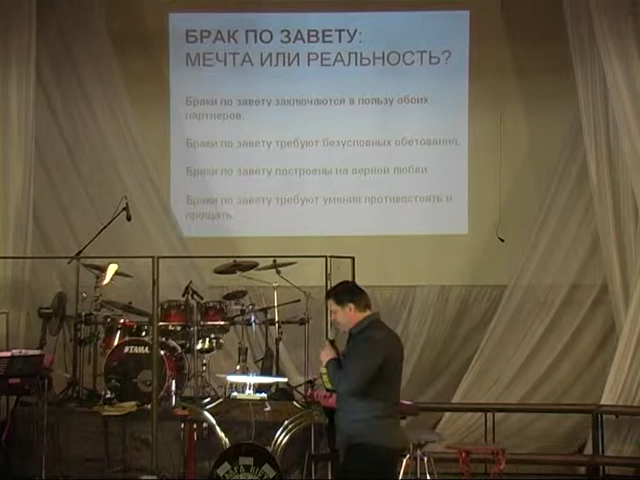 БРАК ПО ЗАВЕТУ:
МЕЧТА ИЛИ РЕАЛЬНОСТЬ?
Браки по завету заключаются в пользу обоих
партнеров.
Браки по завету требуют безусловных обетований.
Браки по завету построены на верной любви
Браки по завету требуют умения противостоять и
прощать.
TAMA